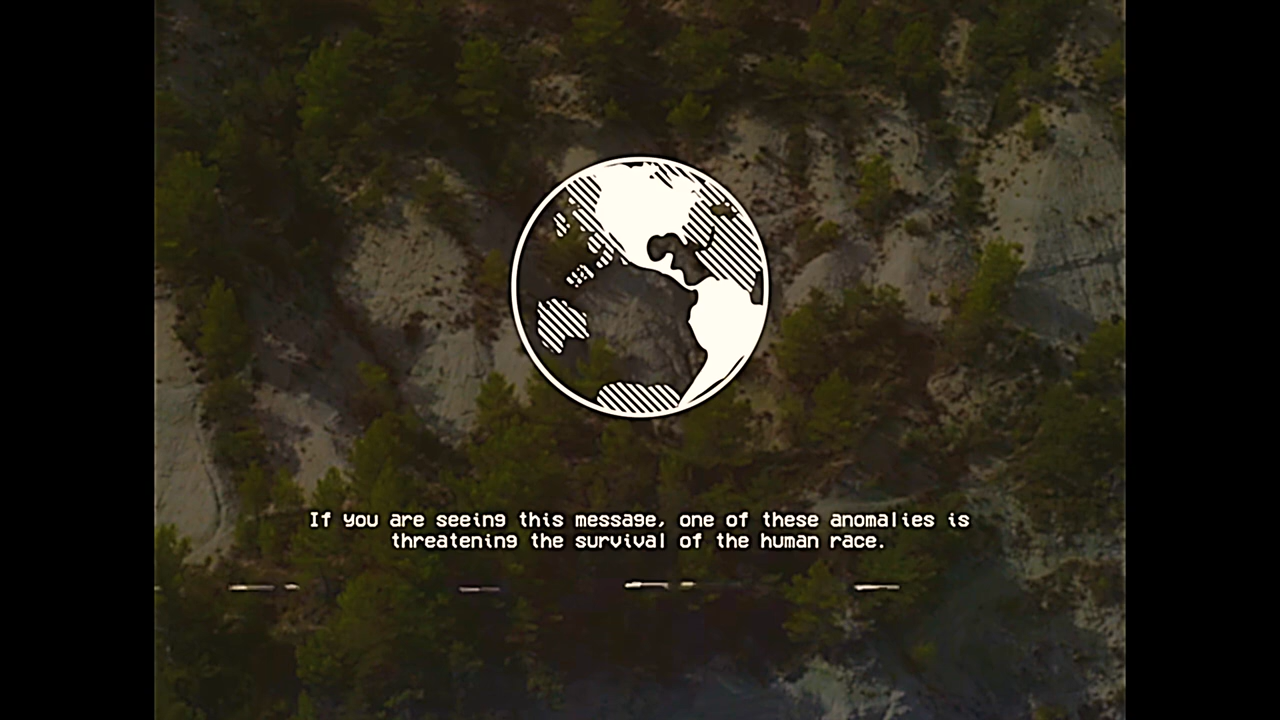 If you are seeing this message, one of these anomalies is
threatening the survival of the human race.